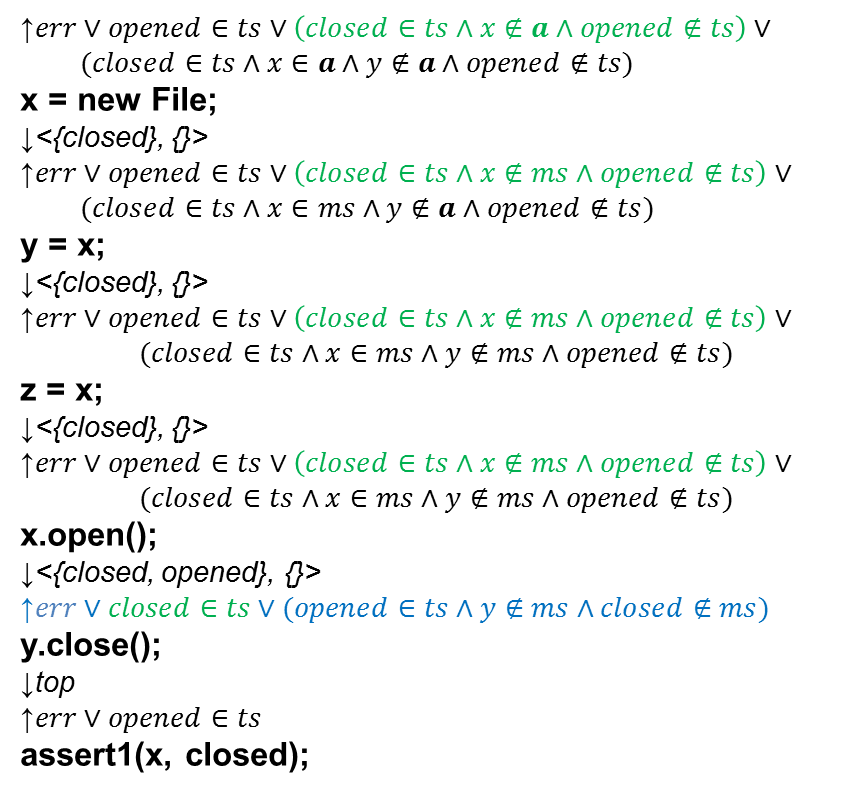 ↑err ∨ opened ∈ ts ∨ (closed ∈ ts ∧ x ∉ a ∧ opened ∉ ts) ∨
(closed ∈ ts ∧ x ∈ a ∧ y ∉ a ∧ opened ∉ ts)
x = new File;
↓<{closed}, {}>
↑err ∨ opened ∈ ts ∨ (closed ∈ ts ∧ x ∉ ms ∧ opened ∉ ts) ∨
(closed ∈ ts ∧ x ∈ ms ∧ y ∉ a ∧ opened ∉ ts)
y = x;
↓<{closed}, {}>
↑err ∨ opened ∈ ts ∨ (closed ∈ ts ∧ x ∉ ms ∧ opened ∉ ts) ∨
(closed ∈ ts ∧ x ∈ ms ∧ y ∉ ms ∧ opened ∉ ts)
z = x;
↓<{closed}, {}>
↑err ∨ opened ∈ ts ∨ (closed ∈ ts ∧ x ∉ ms ∧ opened ∉ ts) ∨
(closed ∈ ts ∧ x ∈ ms ∧ y ∉ ms ∧ opened ∉ ts)
x.open();
↓<{closed, opened}, {}>
↑err ∨ closed ∈ ts ∨ (opened ∈ ts ∧ y ∉ ms ∧ closed ∉ ms)
y.close();
↓top
↑err ∨ opened ∈ ts
assert1(x, closed);